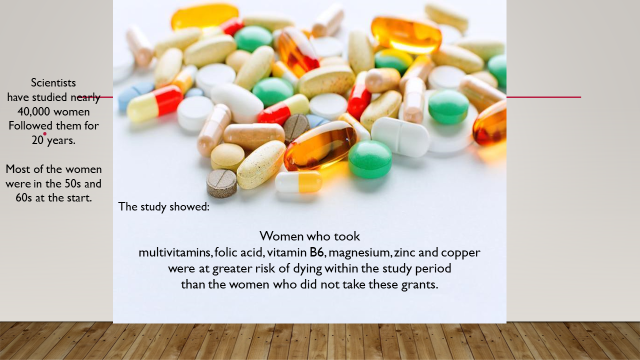 Scientists
have studied nearly
40,000 women
Followed them for
20 years.
Most of the women
were in the 50s and
60s at the start.
The study showed:
Women who took
multivitamins, folic acid, vitamin B6, magnesium, zinc and copper
were at greater risk of dying within the study period
than the women who did not take these grants.